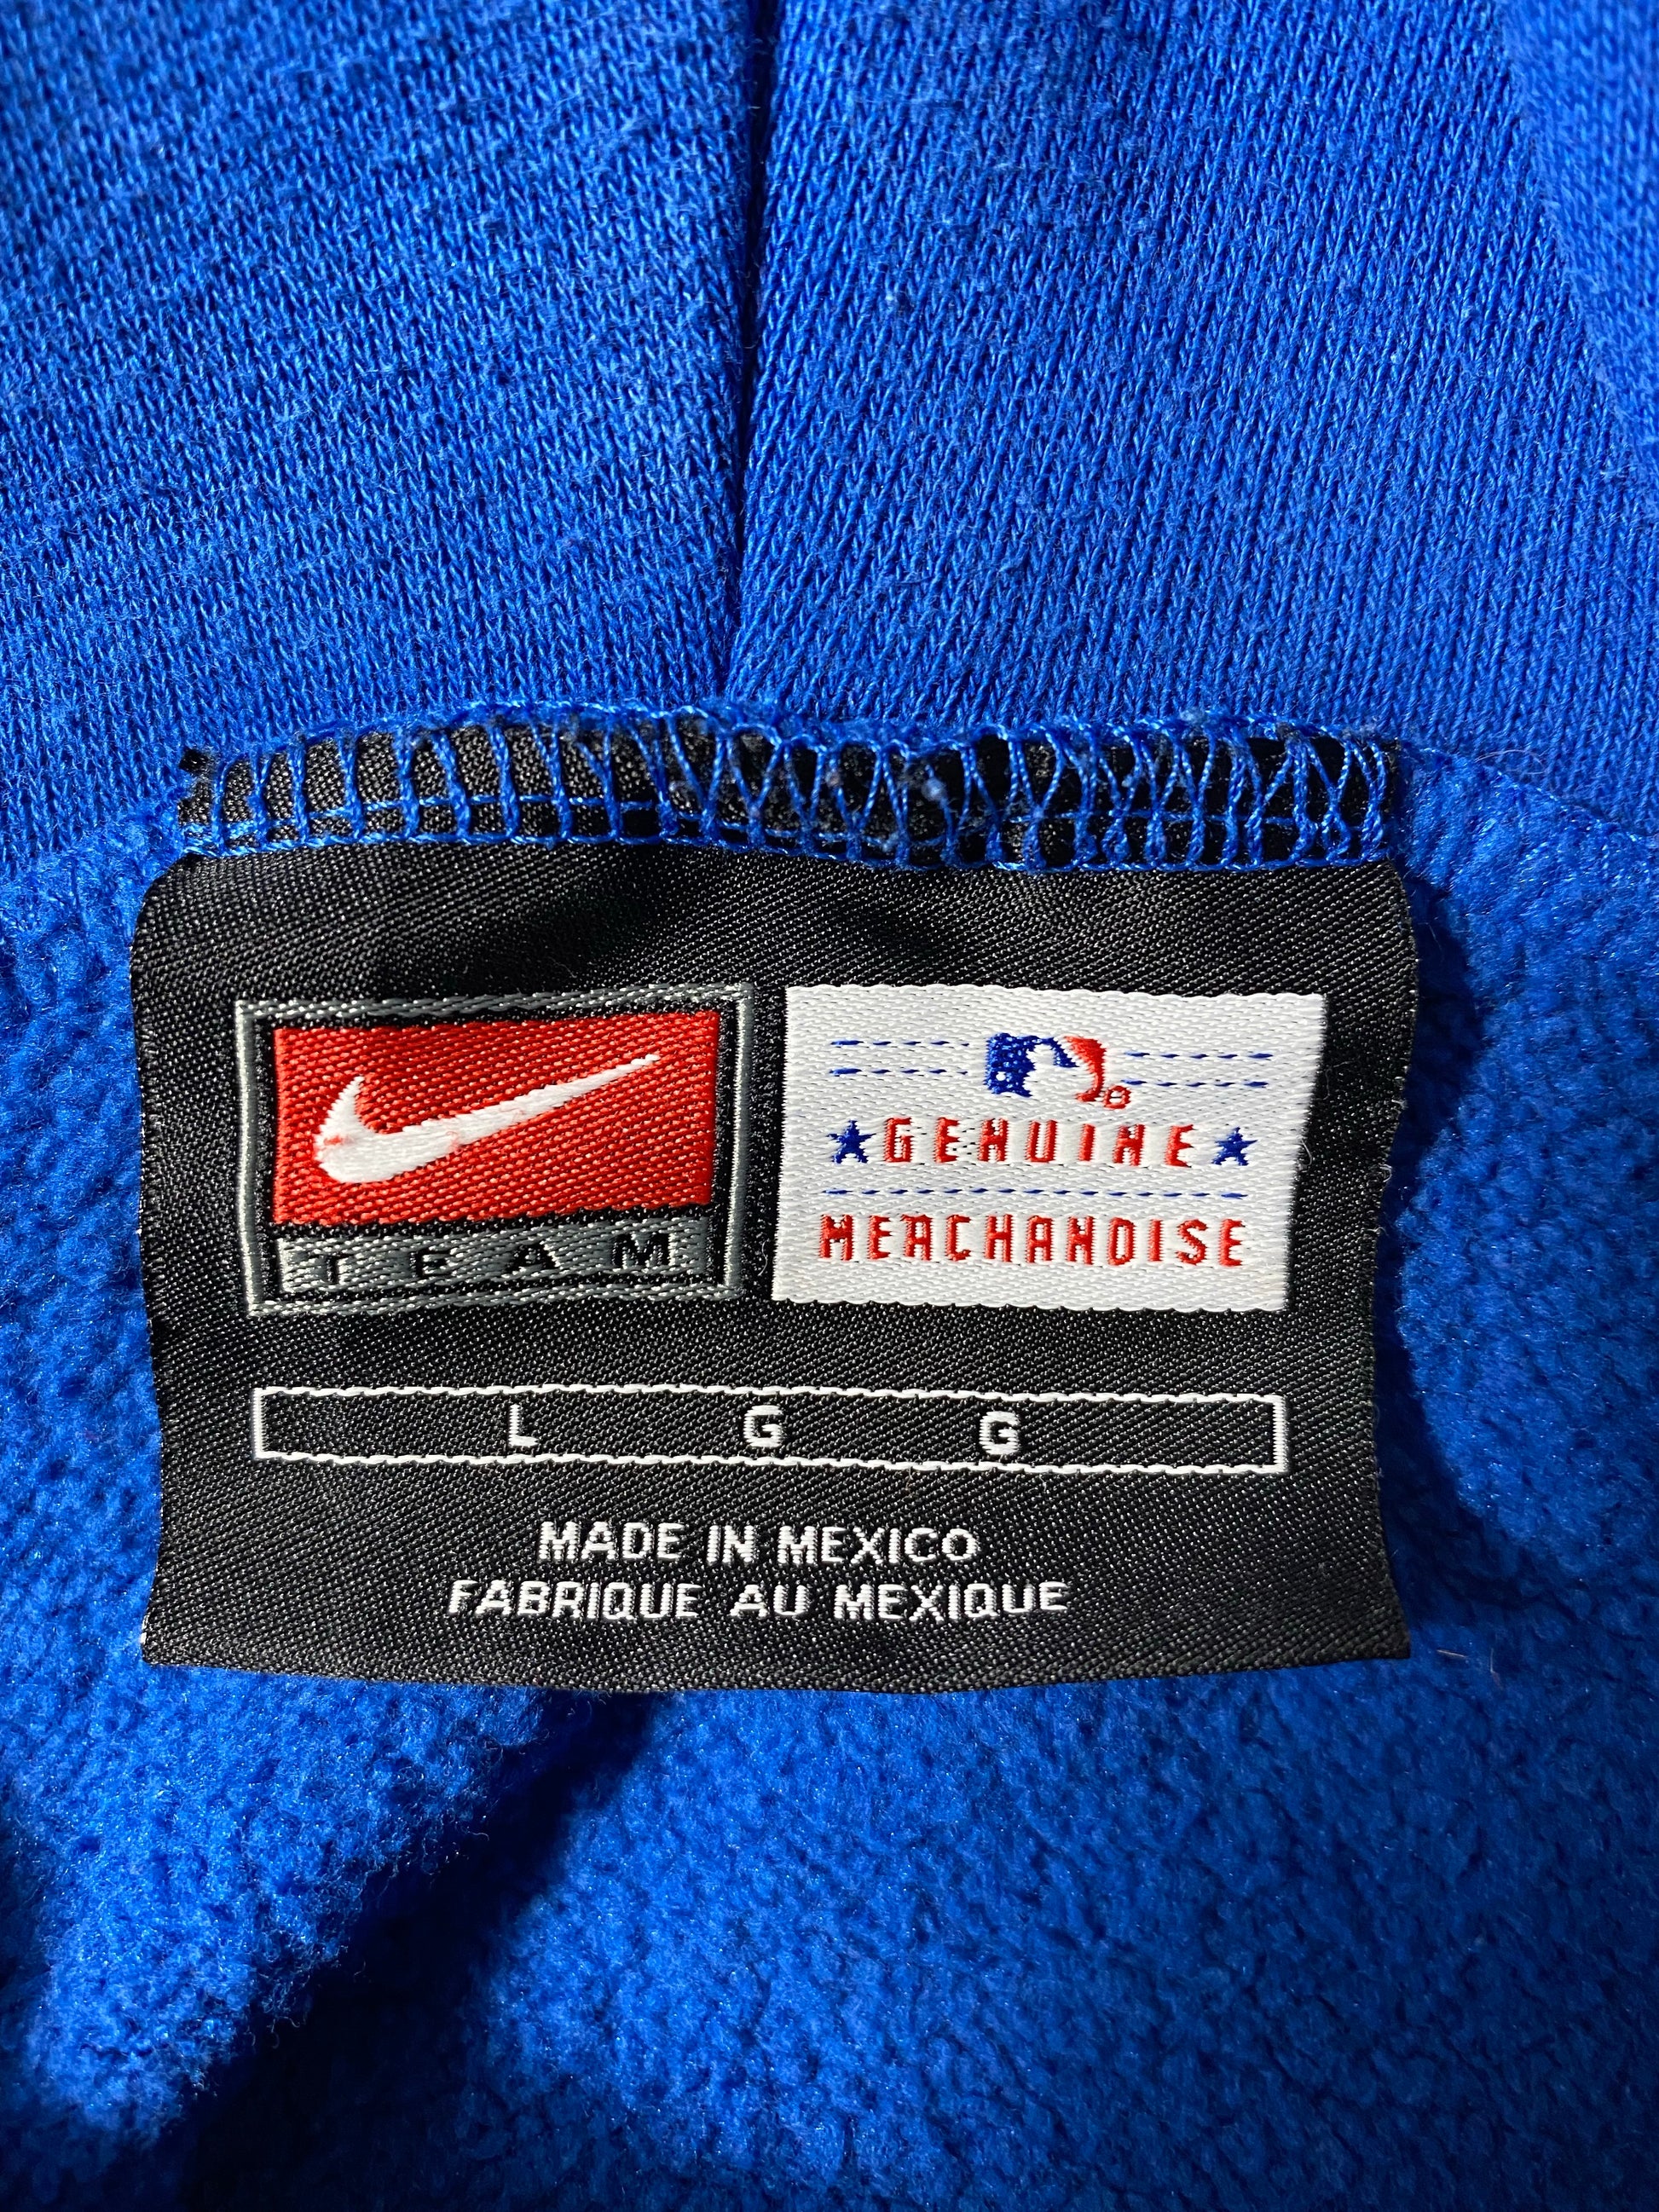 TEAM
GENUINE
MERCHANDISE
L G G
MADE IN MEXICO
FABRIQUE AU MEXIQUE